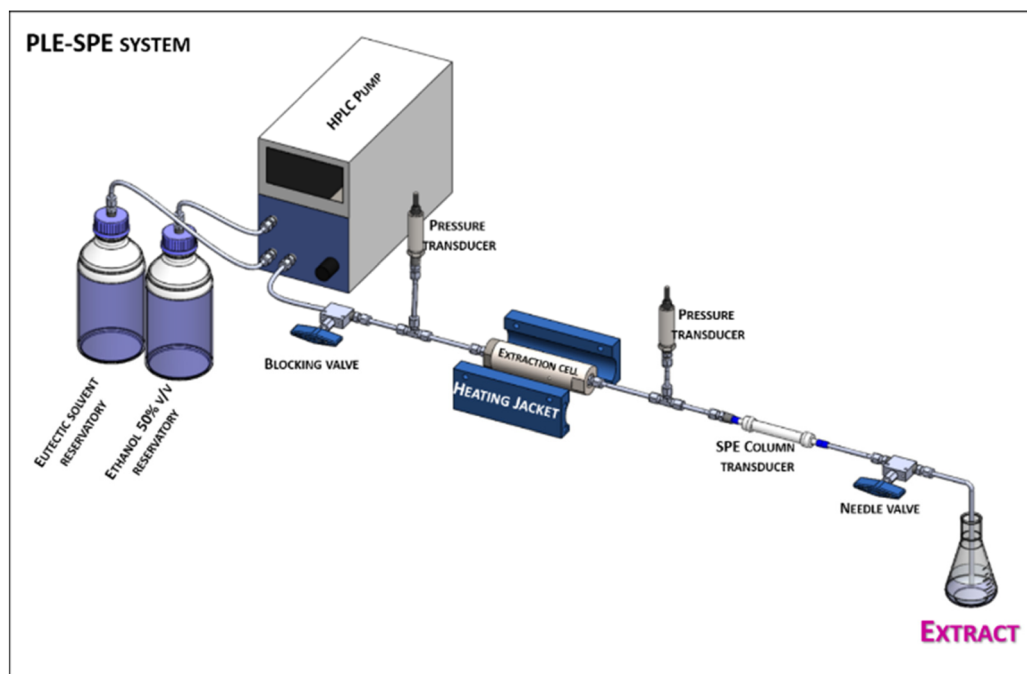 PLE-SPE SYSTEM
HPLC PUMP
PRESSURE
TRANSDUCER
PRESSURE
TRANSDUCER
BLOCKING VALVE
EXTRACTION CELL
HEATING JACKET
SPE COLUMN
TRANSDUCER
NEEDLE VALVE
EUTECTIC SOLVENT
RESERVATORY
ETHANOL 50% V/V
RESERVATORY
EXTRACT